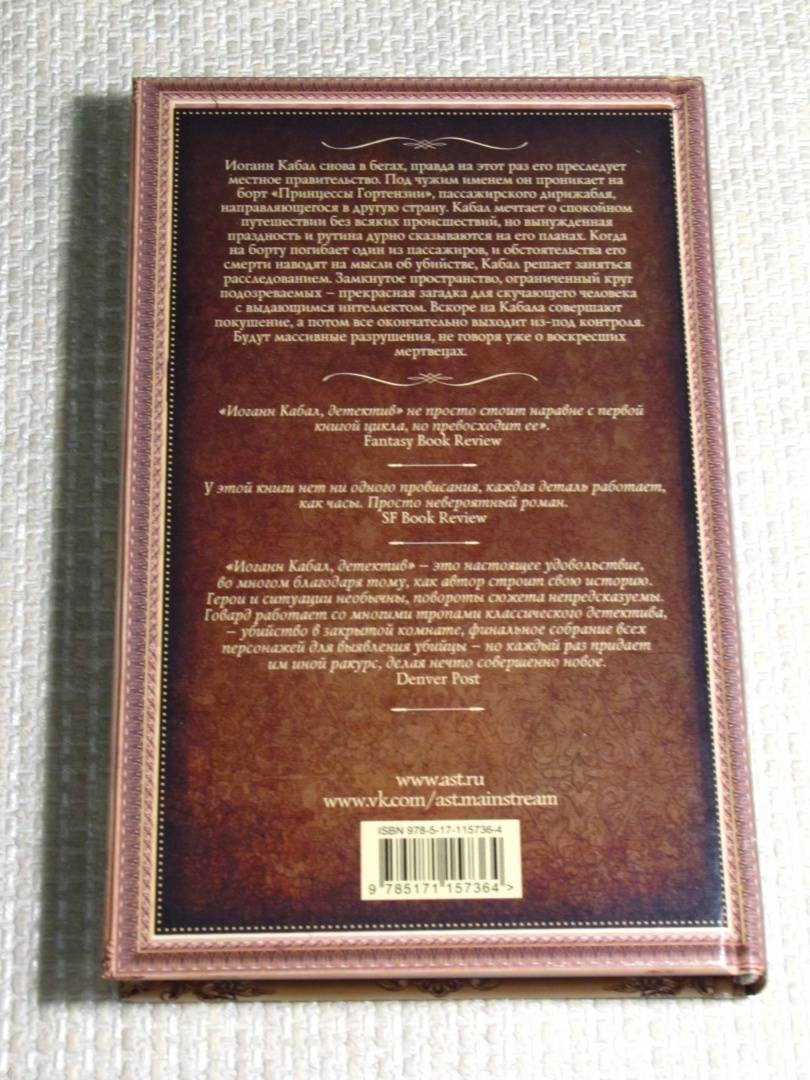 Иоганн Кабал снова в бегах, правда на этот раз его преследует
местное правительство. Под чужим именем он проникает на
борт «Принцессы Гортензии», пассажирского дирижабля,
направляющегося в другую страну. Кабал мечтает о спокойном
путешествии без всяких происшествий, но вынужденная
праздность и рутина дурно сказываются на его планах. Когда
на борту погибает один из пассажиров, и обстоятельства его
смерти наводят на мысли об убийстве, Кабал решает заняться
расследованием. Замкнутое пространство, ограниченный круг
подозреваемых – прекрасная загадка для скучающего человека
с выдающимся интеллектом. Вскоре на Кабала совершают
покушение, а потом все окончательно выходит из-под контроля.
Будут массивные разрушения, не говоря уже о воскресших
мертвецах.
«Иоганн Кабал, детектив» не просто стоит наравне с первой
книгой цикла, но превосходит ее».
Fantasy Book Review
У этой книги нет ни одного провисания, каждая деталь работает,
как часы. Просто невероятный роман.
SF Book Review
«Иоганн Кабал, детектив» – это настоящее удовольствие,
во многом благодаря тому, как автор строит свою историю.
Герои и ситуации необычны, повороты сюжета непредсказуемы.
Говард работает со многими тропами классического детектива,
– убийство в закрытой комнате, финальное собрание всех
персонажей для выявления убийцы – но каждый раз придает
им иной ракурс, делая нечто совершенно новое.
Denver Post
www.ast.ru
www.vk.com/ast.mainstream
ISBN 978-5-17-115736-4
9 785171 157364 >